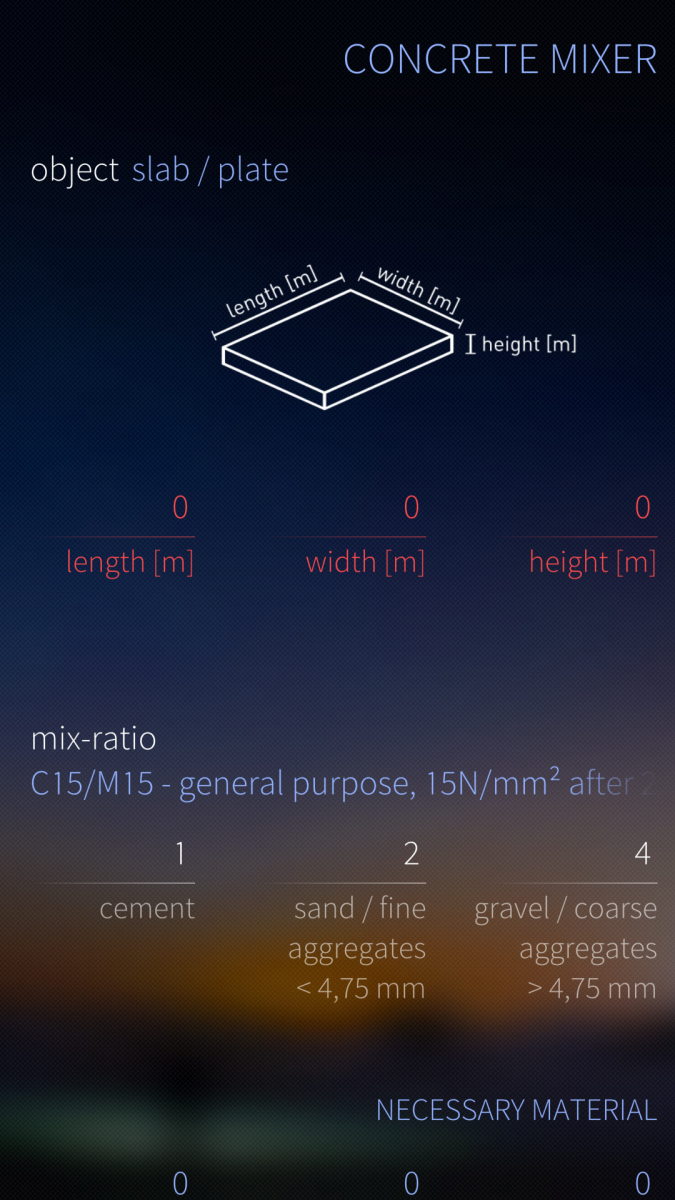 CONCRETE MIXER
object slab / plate
length [m] width [m]
height [m]
0 0 0
length [m] width [m] height [m]
mix-ratio
C15/M15 - general purpose, 15N/mm² after 2
1 2 4
cement sand / fine gravel / coarse
aggregates aggregates
< 4,75 mm > 4,75 mm
NECESSARY MATERIAL
0 0 0